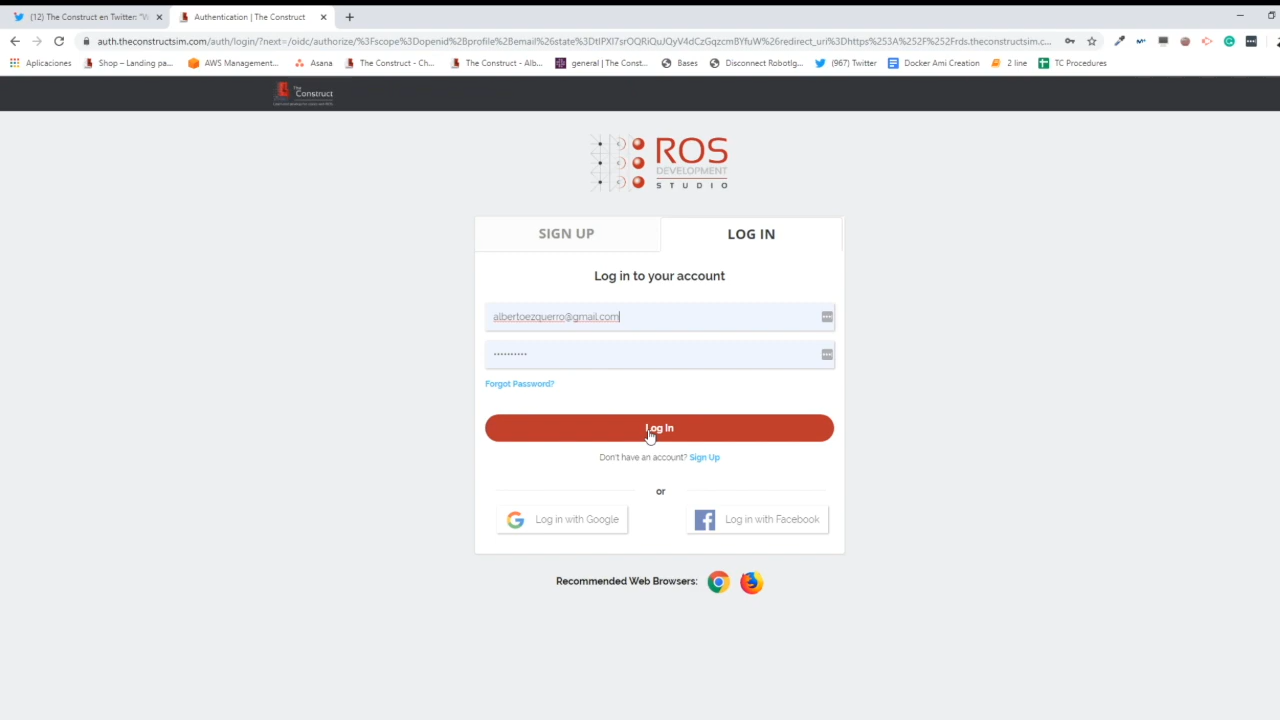 (12) The Construct en Twitter: "V
Authentication | The Construct
auth.theconstructsim.com/auth/login/?next=/oidc/authorize/%3Fscope%3Dopenid%2Bprofile%2Bemail%26state%3DtlPXI7srOQRiQuJQyV4dCzGqzcmBYfuW%26redirect_uri%3Dhttps%253A%252F%252Frds.theconstructsim.c...
Aplicaciones
Shop – Landing pa...
AWS Management...
Asana
The Construct - Ch...
The Construct - Alb...
general | The Const...
Bases
Disconnect RobotIg...
(967) Twitter
Docker Ami Creation
2 line
TC Procedures
The
Construct
ROS
DEVELOPMENT
STUDIO
SIGN UP
LOG IN
Log in to your account
albertoezquerro@gmail.com
••••••••••
Forgot Password?
Log In
Don't have an account? Sign Up
or
Log in with Google
Log in with Facebook
Recommended Web Browsers: